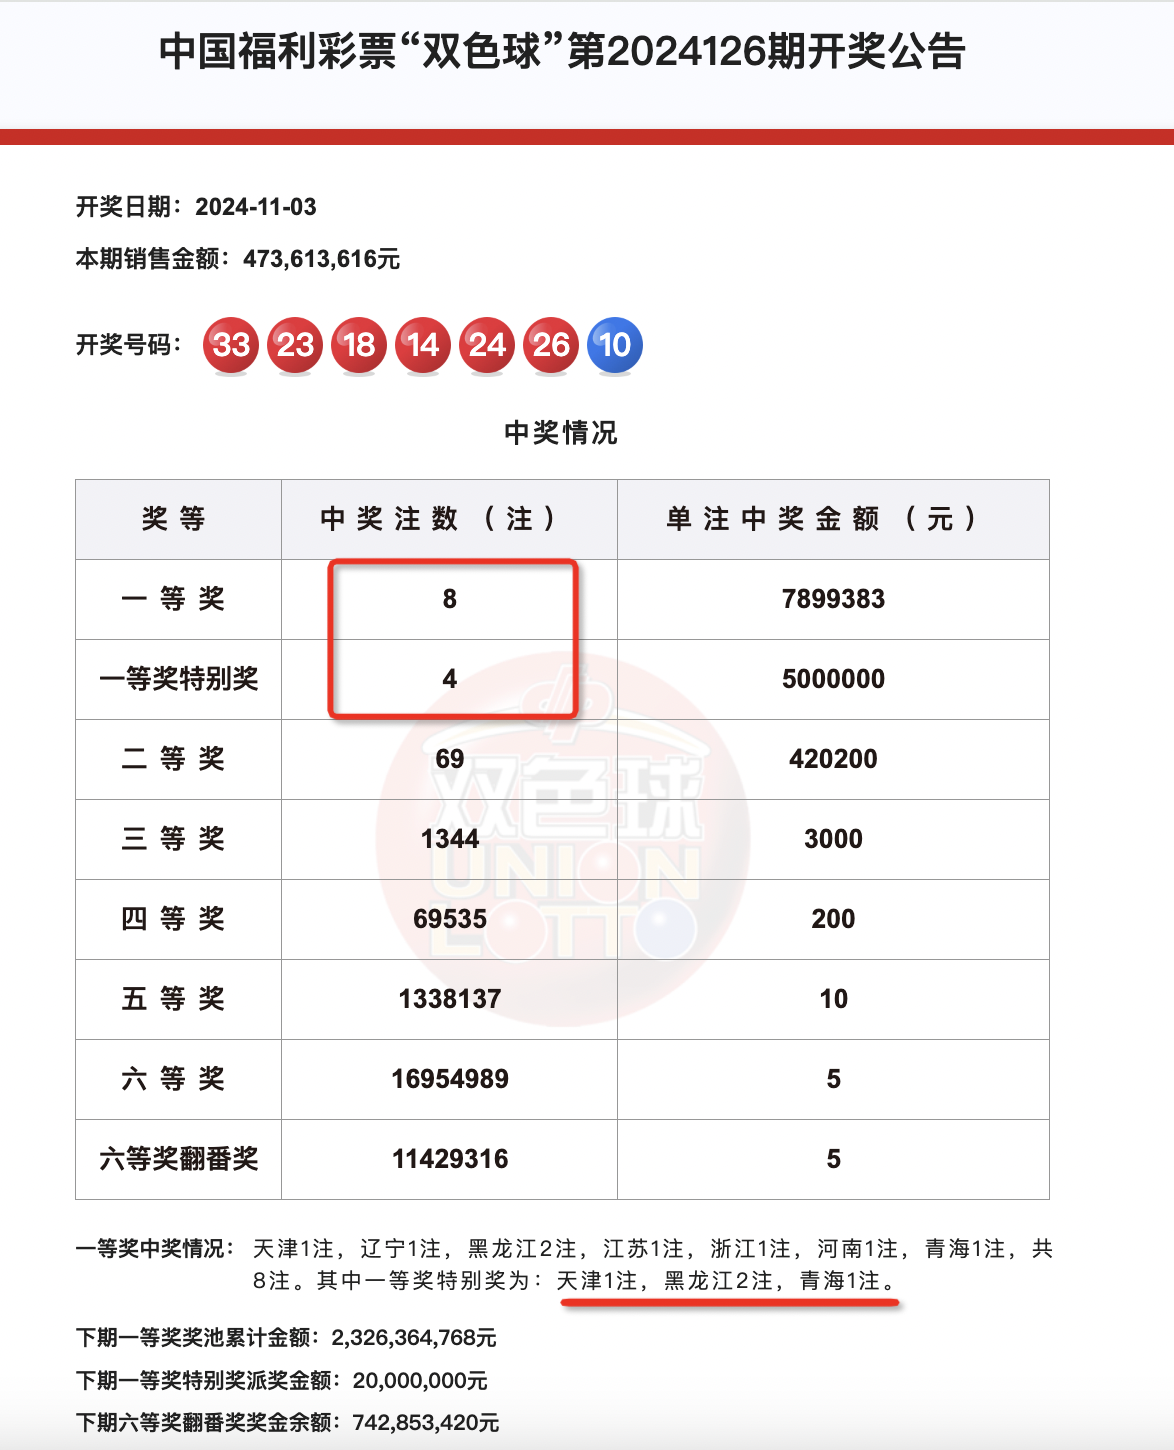 中国福利彩票“双色球”第2024126期开奖公告
开奖日期：2024-11-03
本期销售金额：473,613,616元
开奖号码： 33 23 18 14 24 26 10
中奖情况
奖等 中奖注数（注） 单注中奖金额（元）
一等奖 8 7899383
一等奖特别奖 4 5000000
二等奖 69 420200
三等奖 1344 3000
四等奖 69535 200
五等奖 1338137 10
六等奖 16954989 5
六等奖翻番奖 11429316 5
双色球
UNION
LOTTO
一等奖中奖情况： 天津1注，辽宁1注，黑龙江2注，江苏1注，浙江1注，河南1注，青海1注，共
8注。其中一等奖特别奖为：天津1注，黑龙江2注，青海1注。
下期一等奖奖池累计金额：2,326,364,768元
下期一等奖特别奖派奖金额：20,000,000元
下期六等奖翻番奖奖金余额：742,853,420元